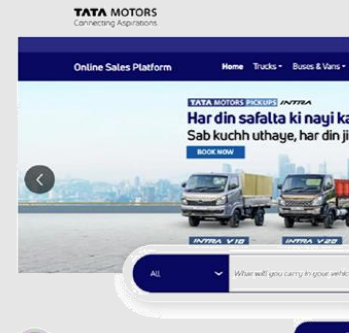 TATA MOTORS
Connecting Aspirations
Online Sales Platform
Home Trucks Buses & Vans
TATA MOTORS PICKUPS INTRA
Har din safalta ki nayi ka
Sab kuchh uthaye, har din ji
BOOK NOW
INTRA V10 INTRA V20
All What will you carry in your vehic